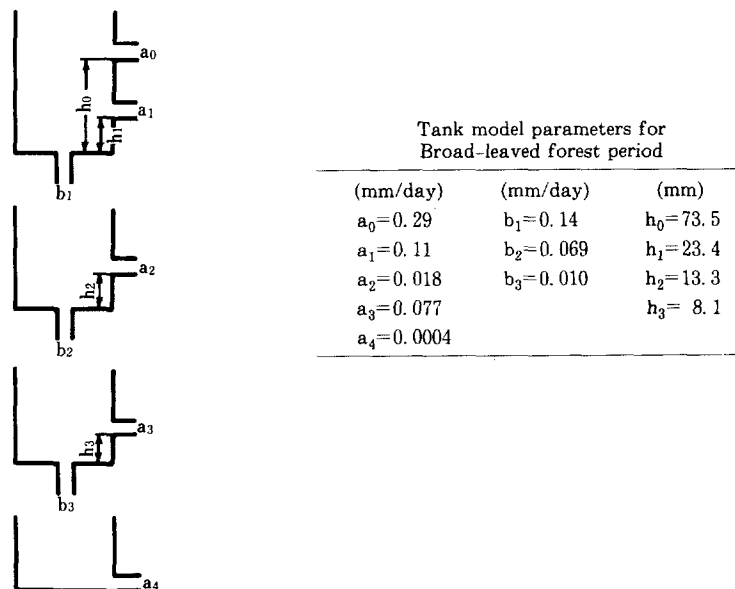 a₀
h₀
a₁
h₁
b₁
a₂
h₂
b₂
a₃
h₃
b₃
a₄
Tank model parameters for
Broad-leaved forest period
(mm/day) (mm/day) (mm)
a₀=0.29 b₁=0.14 h₀=73.5
a₁=0.11 b₂=0.069 h₁=23.4
a₂=0.018 b₃=0.010 h₂=13.3
a₃=0.077 h₃= 8.1
a₄=0.0004